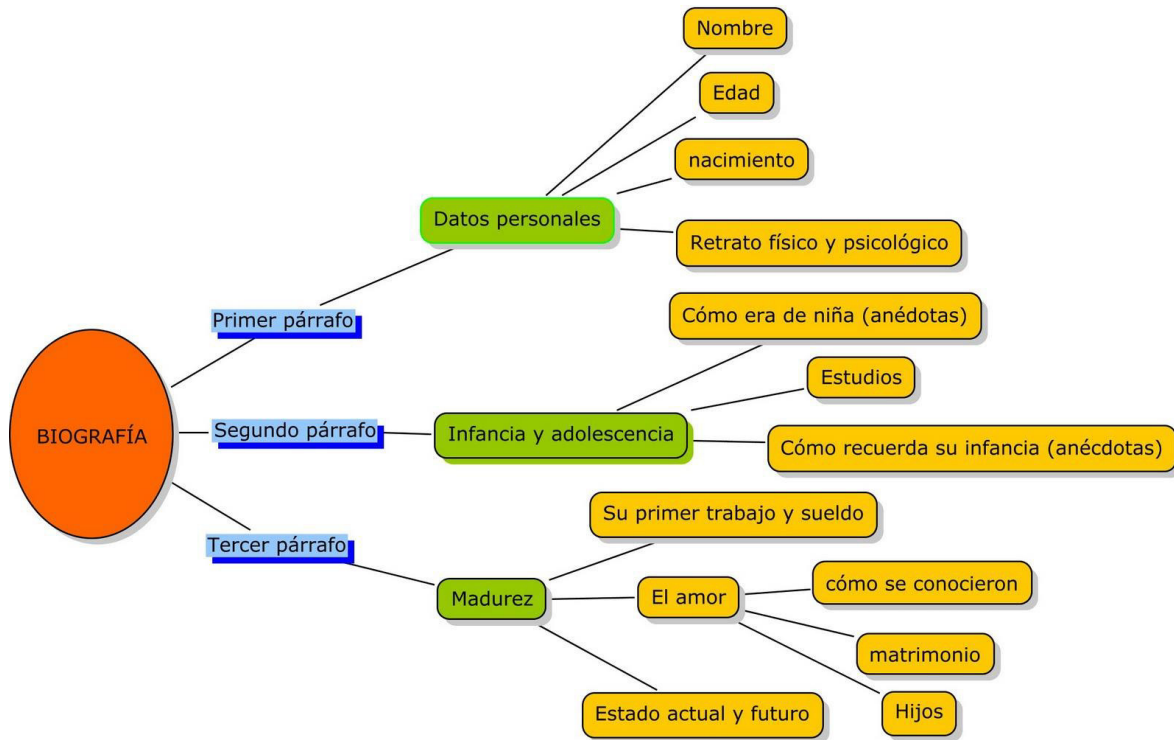 BIOGRAFÍA
Primer párrafo
Datos personales
Nombre
Edad
nacimiento
Retrato físico y psicológico
Segundo párrafo
Infancia y adolescencia
Cómo era de niña (anédotas)
Estudios
Cómo recuerda su infancia (anécdotas)
Tercer párrafo
Madurez
Su primer trabajo y sueldo
El amor
cómo se conocieron
matrimonio
Hijos
Estado actual y futuro